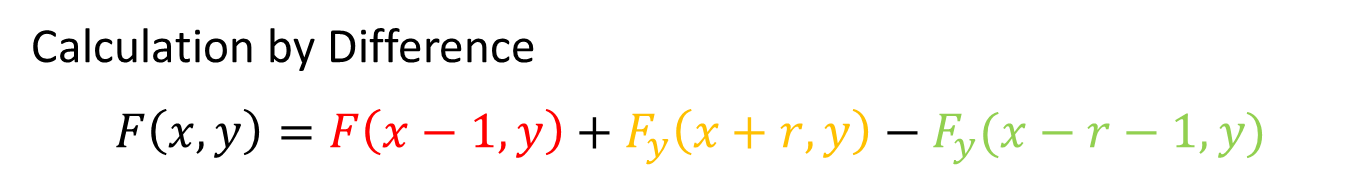 Calculation by Difference
F(x, y) = F(x − 1, y) + F_y(x + r, y) − F_y(x − r − 1, y)